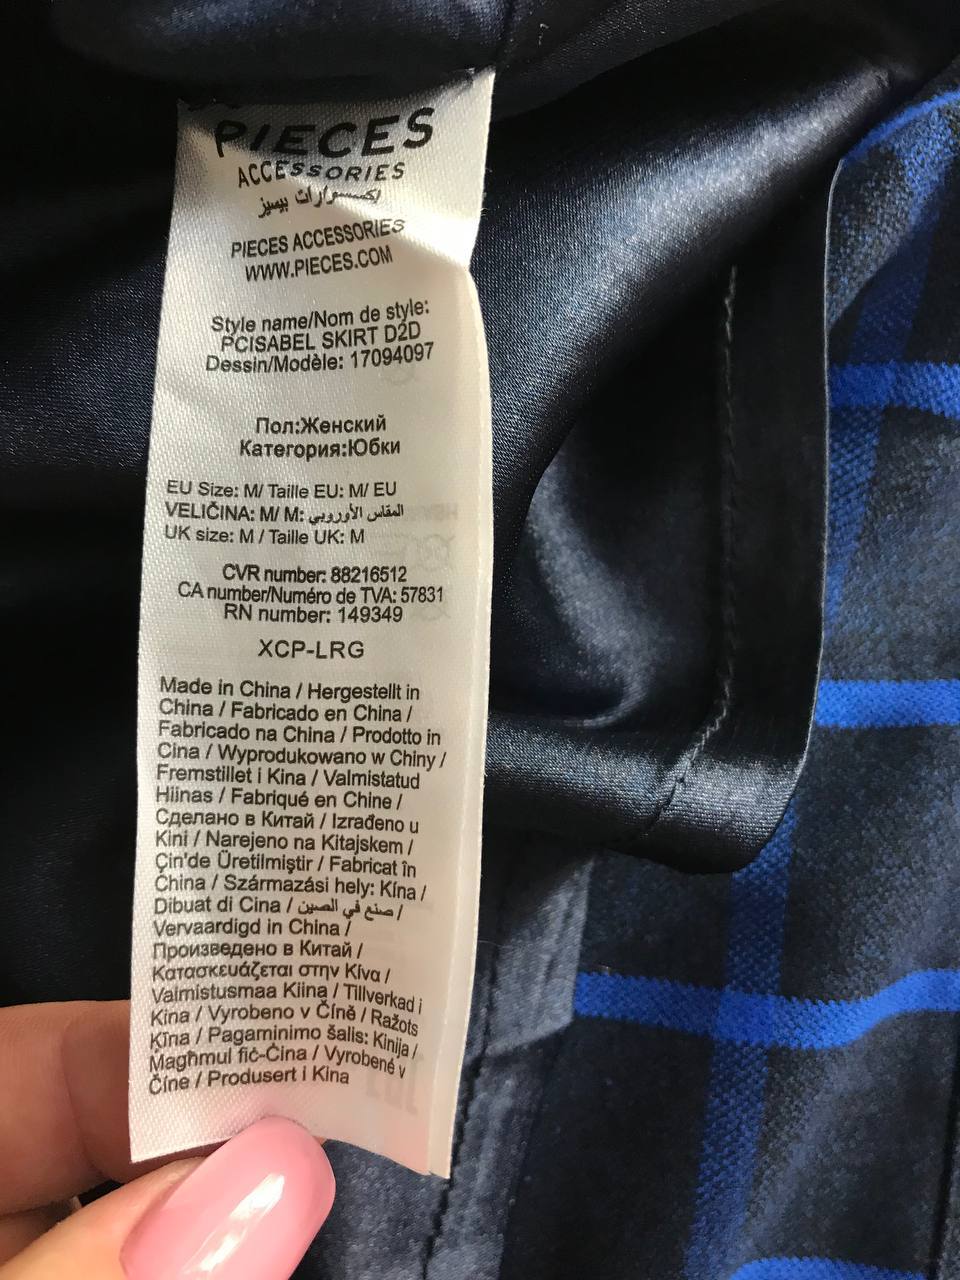 PIECES
ACCESSORIES
اكسسوارات بيسيز
PIECES ACCESSORIES
WWW.PIECES.COM
Style name/Nom de style:
PCISABEL SKIRT D2D
Dessin/Modèle: 17094097
Пол:Женский
Категория:Юбки
EU Size: M/ Taille EU: M/ EU
VELIČINA: M/ M: المقاس الأوروبي
UK size: M / Taille UK: M
CVR number: 88216512
CA number/Numéro de TVA: 57831
RN number: 149349
XCP-LRG
Made in China / Hergestellt in
China / Fabricado en China /
Fabricado na China / Prodotto in
Cina / Wyprodukowano w Chiny /
Fremstillet i Kina / Valmistatud
Hiinas / Fabriqué en Chine /
Сделано в Китай / Izrađeno u
Kini / Narejeno na Kitajskem /
Çin'de Üretilmiştir / Fabricat în
China / Származási hely: Kína /
Dibuat di Cina / صنع في الصين /
Vervaardigd in China /
Произведено в Китай /
Κατασκευάζεται στην Κίνα /
Valmistusmaa Kiina / Tillverkad i
Kina / Vyrobeno v Číně / Ražots
Ķīna / Pagaminimo šalis: Kinija /
Magħmul fiċ-Ċina / Vyrobené v
Číne / Produsert i Kina